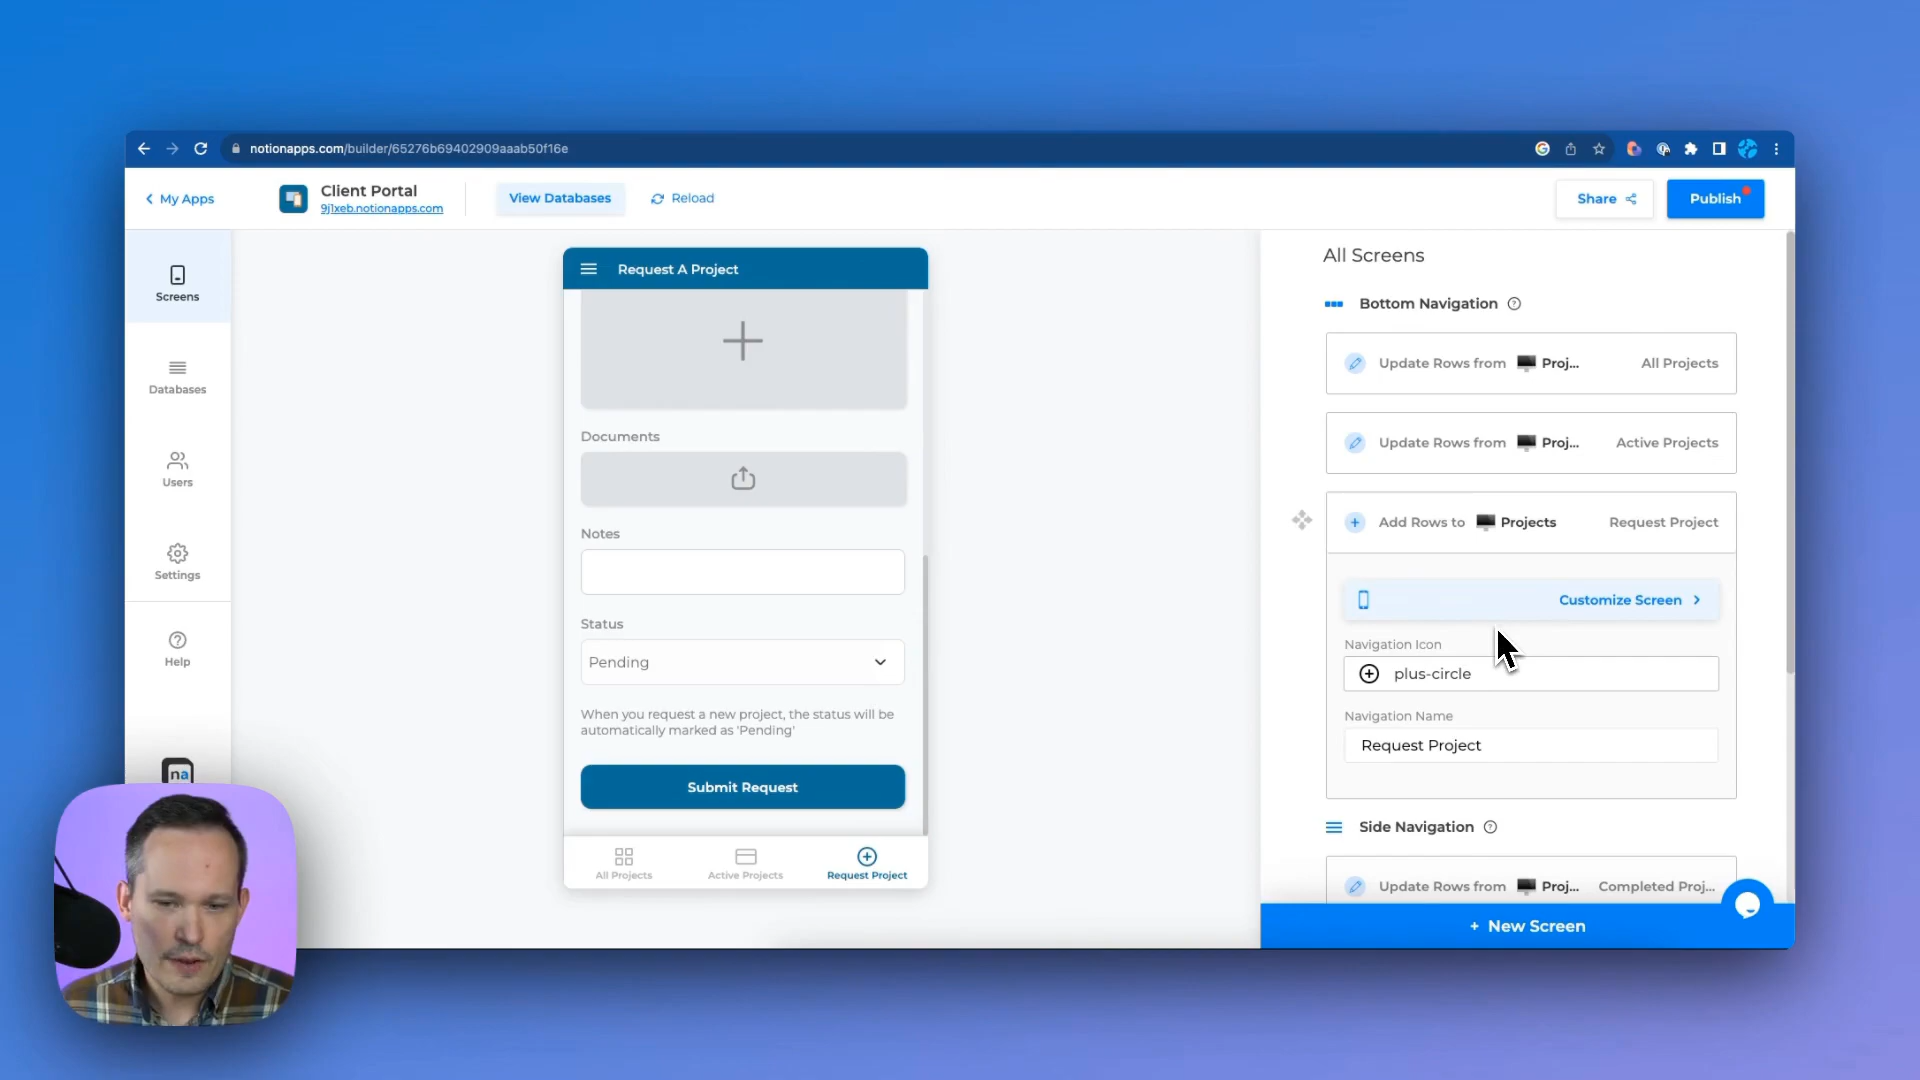 notionapps.com/builder/65276b69402909aaab50f16e
My Apps
Client Portal
9j1xeb.notionapps.com
View Databases
Reload
Share
Publish
Screens
Databases
Users
Settings
Help
na
Request A Project
Documents
Notes
Status
Pending
When you request a new project, the status will be
automatically marked as 'Pending'
Submit Request
All Projects
Active Projects
Request Project
All Screens
Bottom Navigation
Update Rows from Proj... All Projects
Update Rows from Proj... Active Projects
Add Rows to Projects Request Project
Customize Screen
Navigation Icon
plus-circle
Navigation Name
Request Project
Side Navigation
Update Rows from Proj... Completed Proj...
+ New Screen